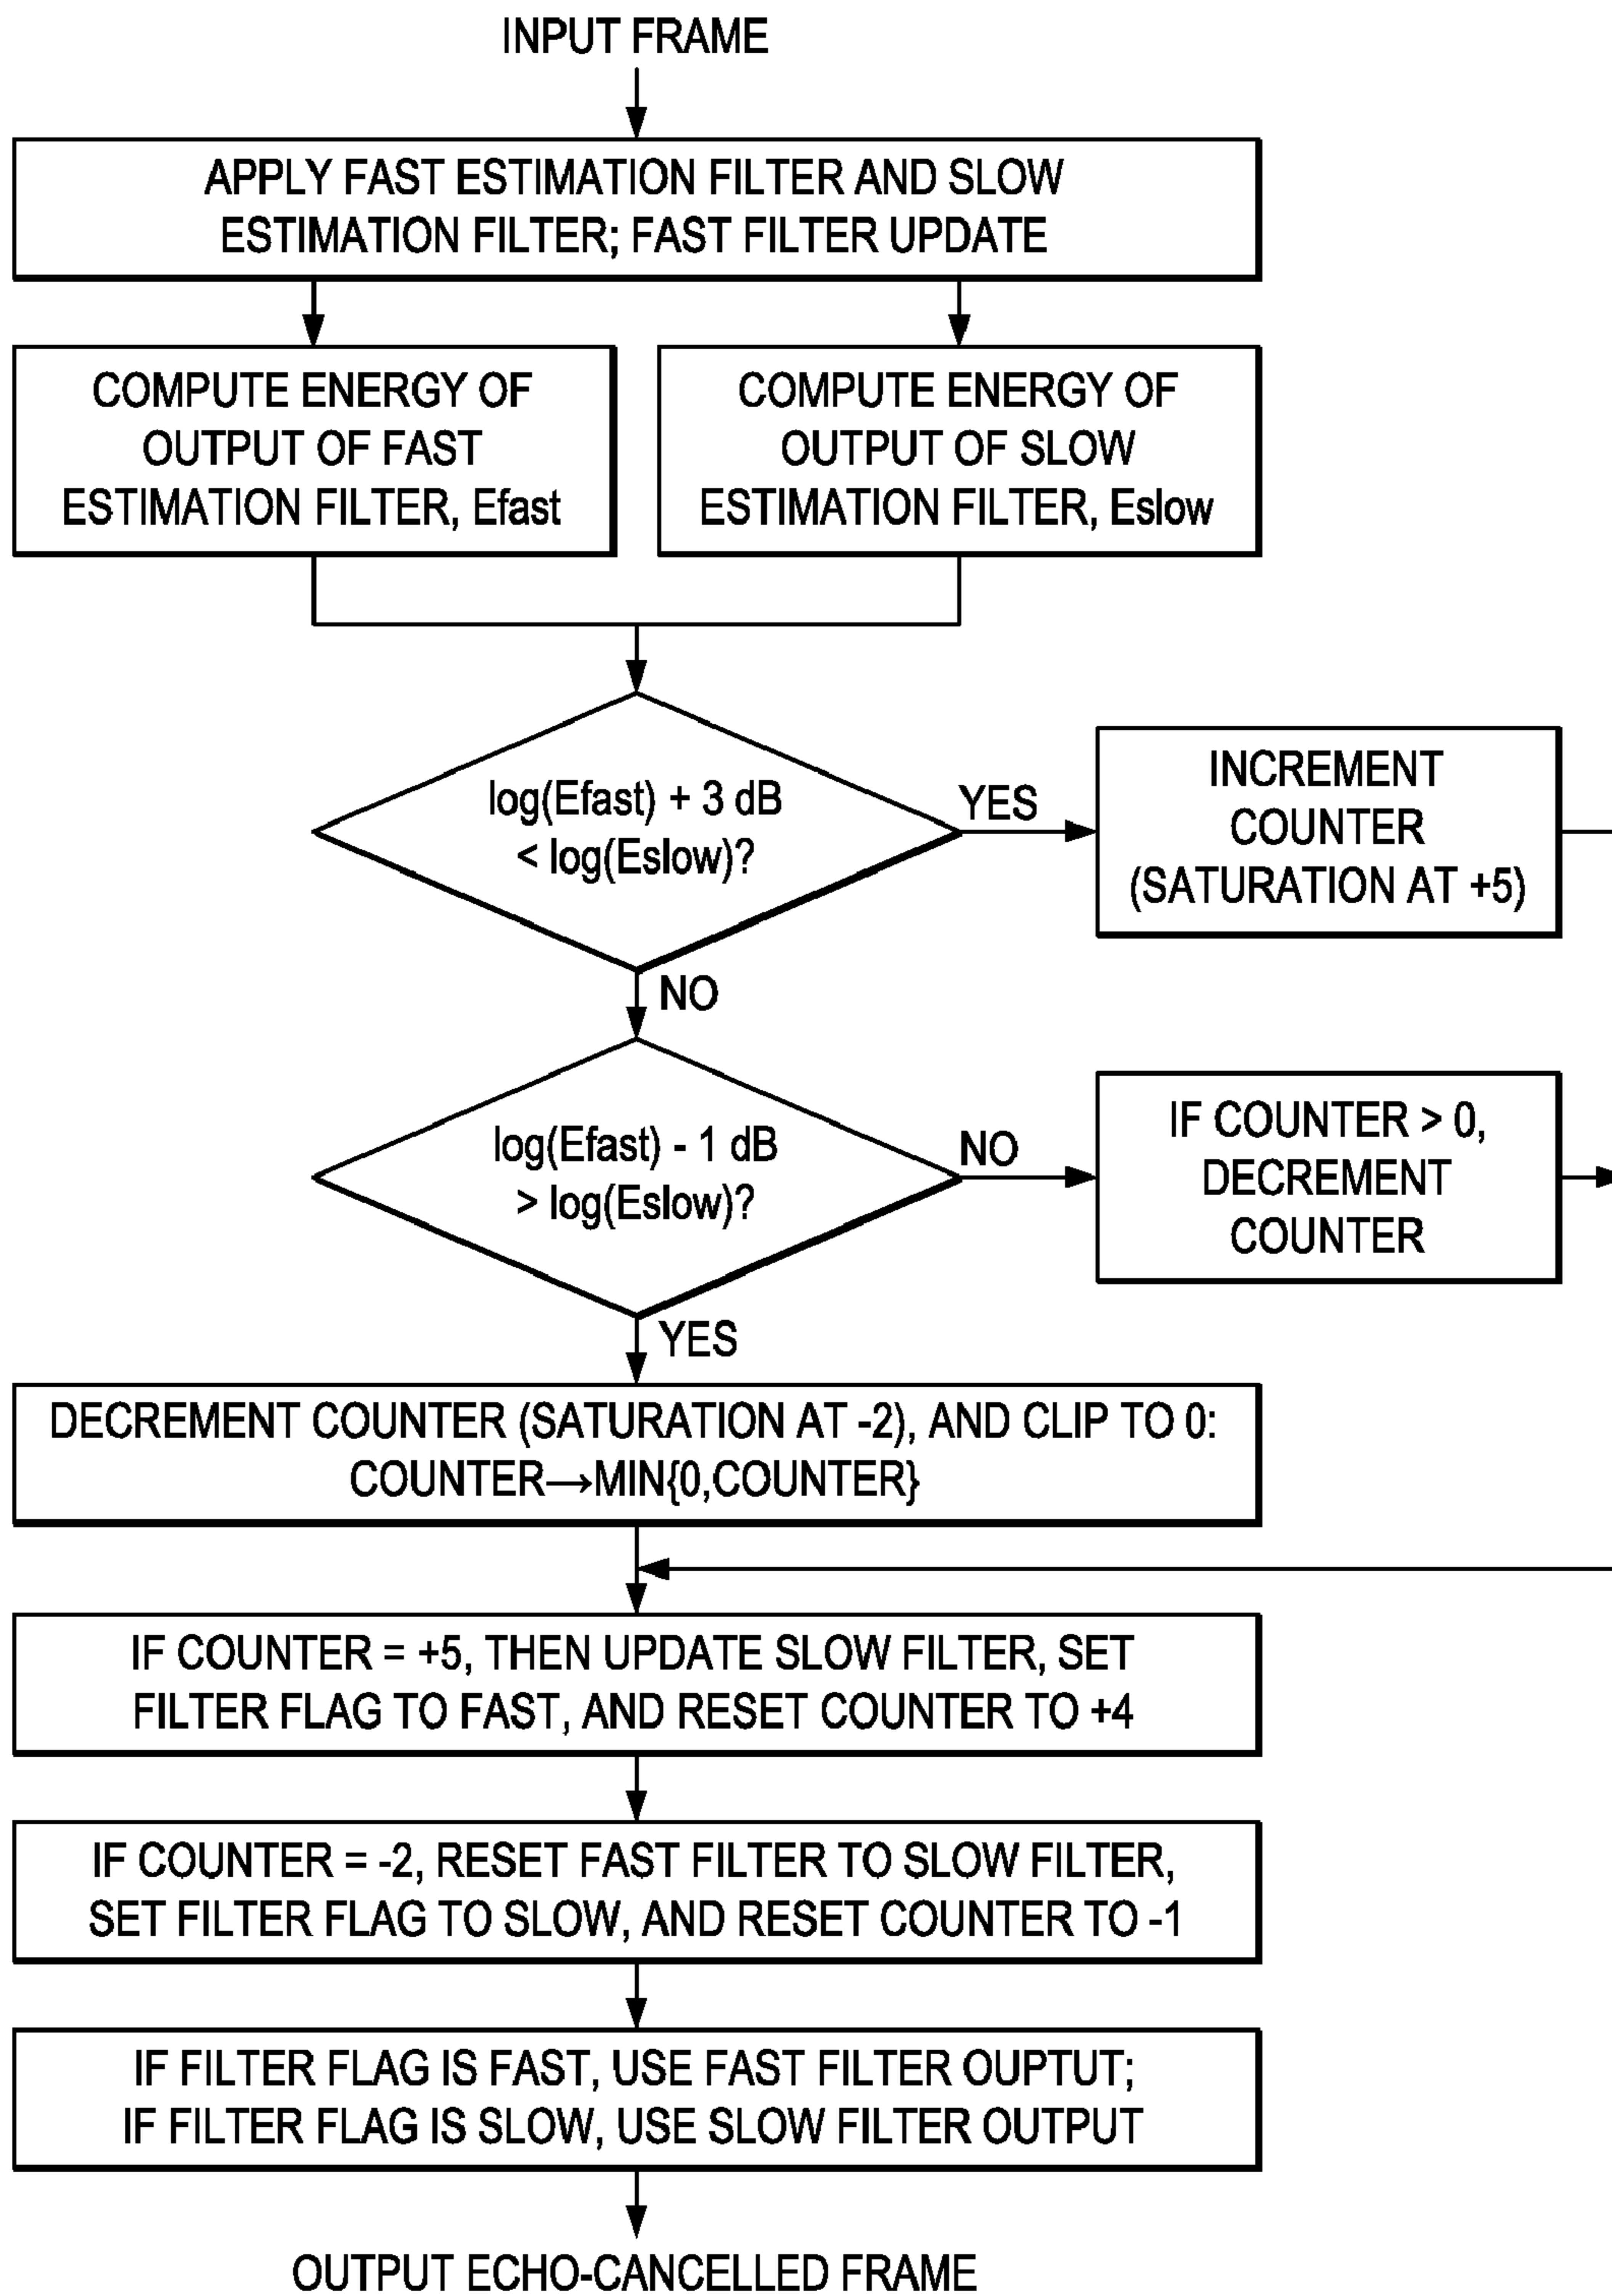 INPUT FRAME
APPLY FAST ESTIMATION FILTER AND SLOW
ESTIMATION FILTER; FAST FILTER UPDATE
COMPUTE ENERGY OF
OUTPUT OF FAST
ESTIMATION FILTER, Efast
COMPUTE ENERGY OF
OUTPUT OF SLOW
ESTIMATION FILTER, Eslow
log(Efast) + 3 dB
< log(Eslow)?
YES
INCREMENT
COUNTER
(SATURATION AT +5)
NO
log(Efast) - 1 dB
> log(Eslow)?
NO
IF COUNTER > 0,
DECREMENT
COUNTER
YES
DECREMENT COUNTER (SATURATION AT -2), AND CLIP TO 0:
COUNTER→MIN{0,COUNTER}
IF COUNTER = +5, THEN UPDATE SLOW FILTER, SET
FILTER FLAG TO FAST, AND RESET COUNTER TO +4
IF COUNTER = -2, RESET FAST FILTER TO SLOW FILTER,
SET FILTER FLAG TO SLOW, AND RESET COUNTER TO -1
IF FILTER FLAG IS FAST, USE FAST FILTER OUPTUT;
IF FILTER FLAG IS SLOW, USE SLOW FILTER OUTPUT
OUTPUT ECHO-CANCELLED FRAME